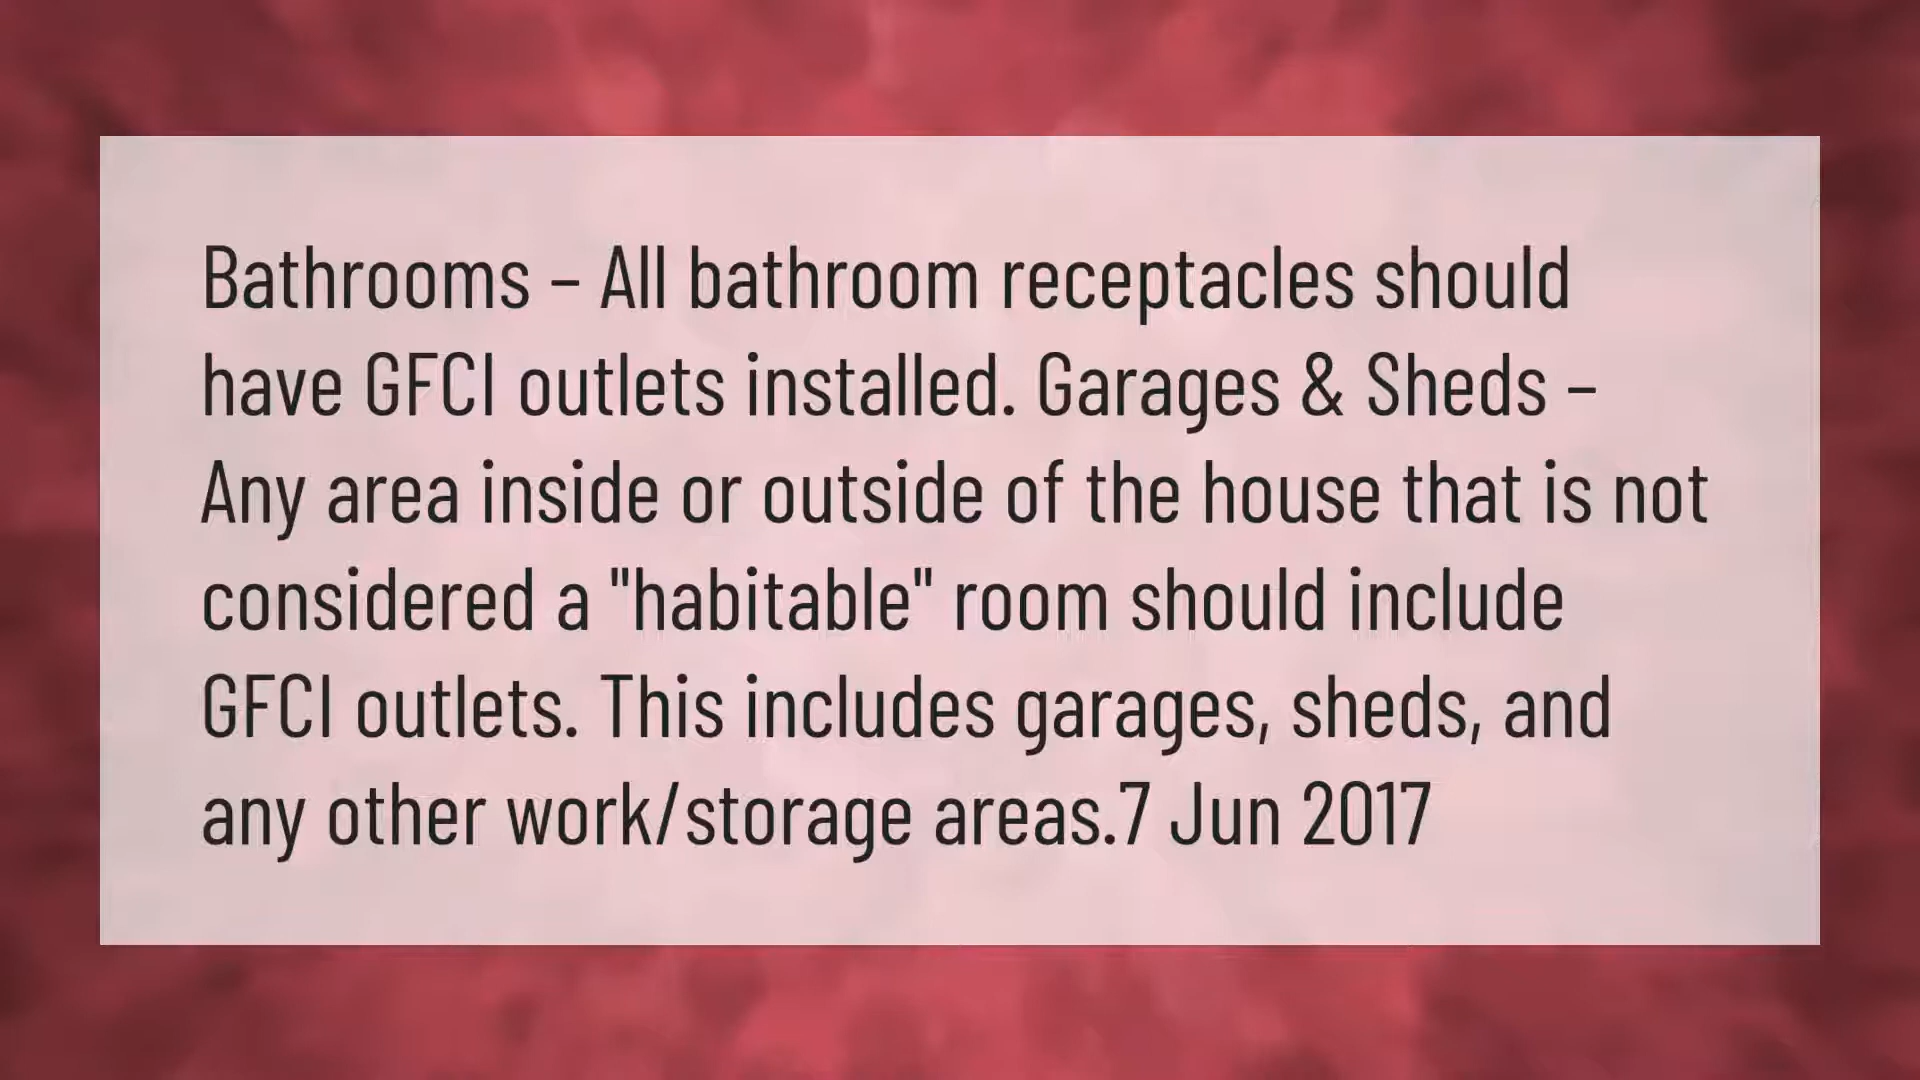 Bathrooms – All bathroom receptacles should
have GFCI outlets installed. Garages & Sheds –
Any area inside or outside of the house that is not
considered a "habitable" room should include
GFCI outlets. This includes garages, sheds, and
any other work/storage areas.7 Jun 2017